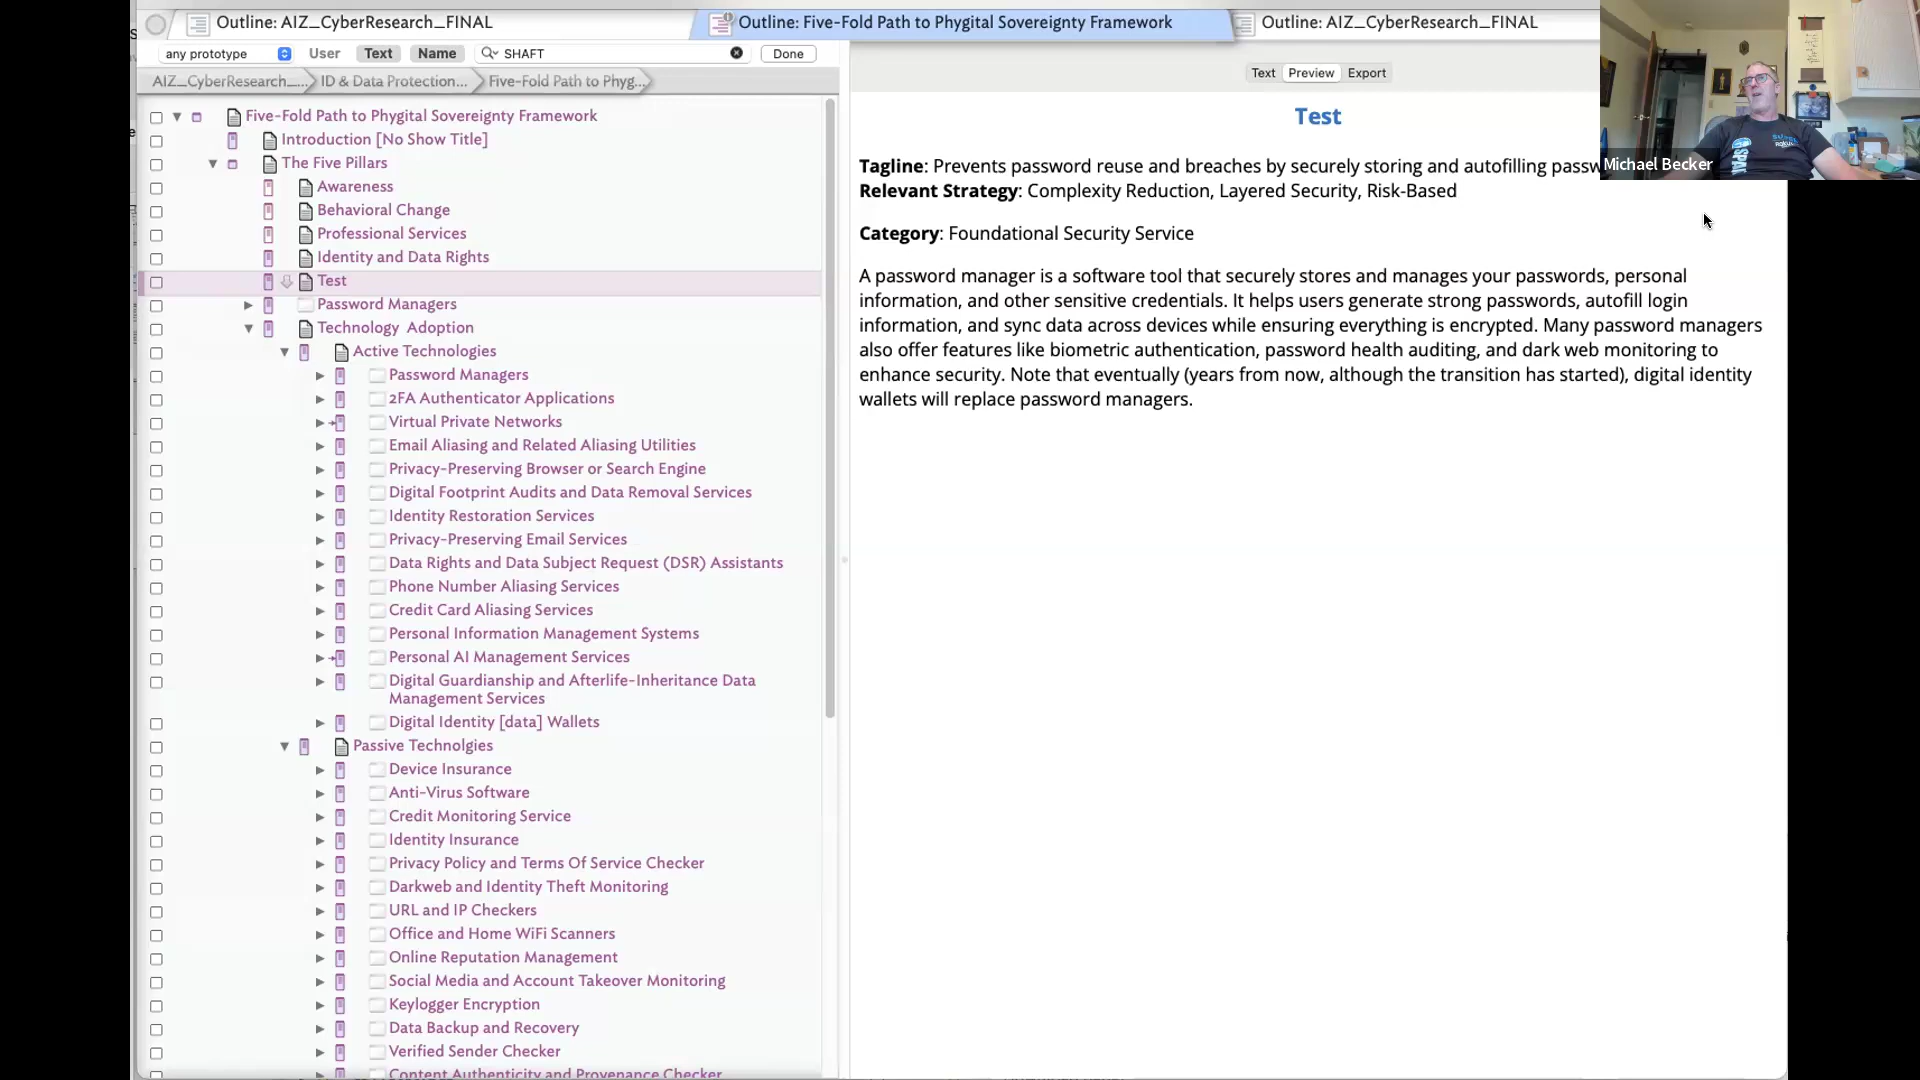 Outline: AIZ_CyberResearch_FINAL
Outline: Five-Fold Path to Phygital Sovereignty Framework
Outline: AIZ_CyberResearch_FINAL
any prototype
User
Text
Name
SHAFT
Done
AIZ_CyberResearch_...
ID & Data Protection...
Five-Fold Path to Phyg...
Five-Fold Path to Phygital Sovereignty Framework
Introduction [No Show Title]
The Five Pillars
Awareness
Behavioral Change
Professional Services
Identity and Data Rights
Test
Password Managers
Technology Adoption
Active Technologies
Password Managers
2FA Authenticator Applications
Virtual Private Networks
Email Aliasing and Related Aliasing Utilities
Privacy-Preserving Browser or Search Engine
Digital Footprint Audits and Data Removal Services
Identity Restoration Services
Privacy-Preserving Email Services
Data Rights and Data Subject Request (DSR) Assistants
Phone Number Aliasing Services
Credit Card Aliasing Services
Personal Information Management Systems
Personal AI Management Services
Digital Guardianship and Afterlife-Inheritance Data
Management Services
Digital Identity [data] Wallets
Passive Technolgies
Device Insurance
Anti-Virus Software
Credit Monitoring Service
Identity Insurance
Privacy Policy and Terms Of Service Checker
Darkweb and Identity Theft Monitoring
URL and IP Checkers
Office and Home WiFi Scanners
Online Reputation Management
Social Media and Account Takeover Monitoring
Keylogger Encryption
Data Backup and Recovery
Verified Sender Checker
Content Authenticity and Provenance Checker
Text
Preview
Export
Test
Tagline: Prevents password reuse and breaches by securely storing and autofilling passw
Relevant Strategy: Complexity Reduction, Layered Security, Risk-Based
Category: Foundational Security Service
A password manager is a software tool that securely stores and manages your passwords, personal
information, and other sensitive credentials. It helps users generate strong passwords, autofill login
information, and sync data across devices while ensuring everything is encrypted. Many password managers
also offer features like biometric authentication, password health auditing, and dark web monitoring to
enhance security. Note that eventually (years from now, although the transition has started), digital identity
wallets will replace password managers.
Michael Becker